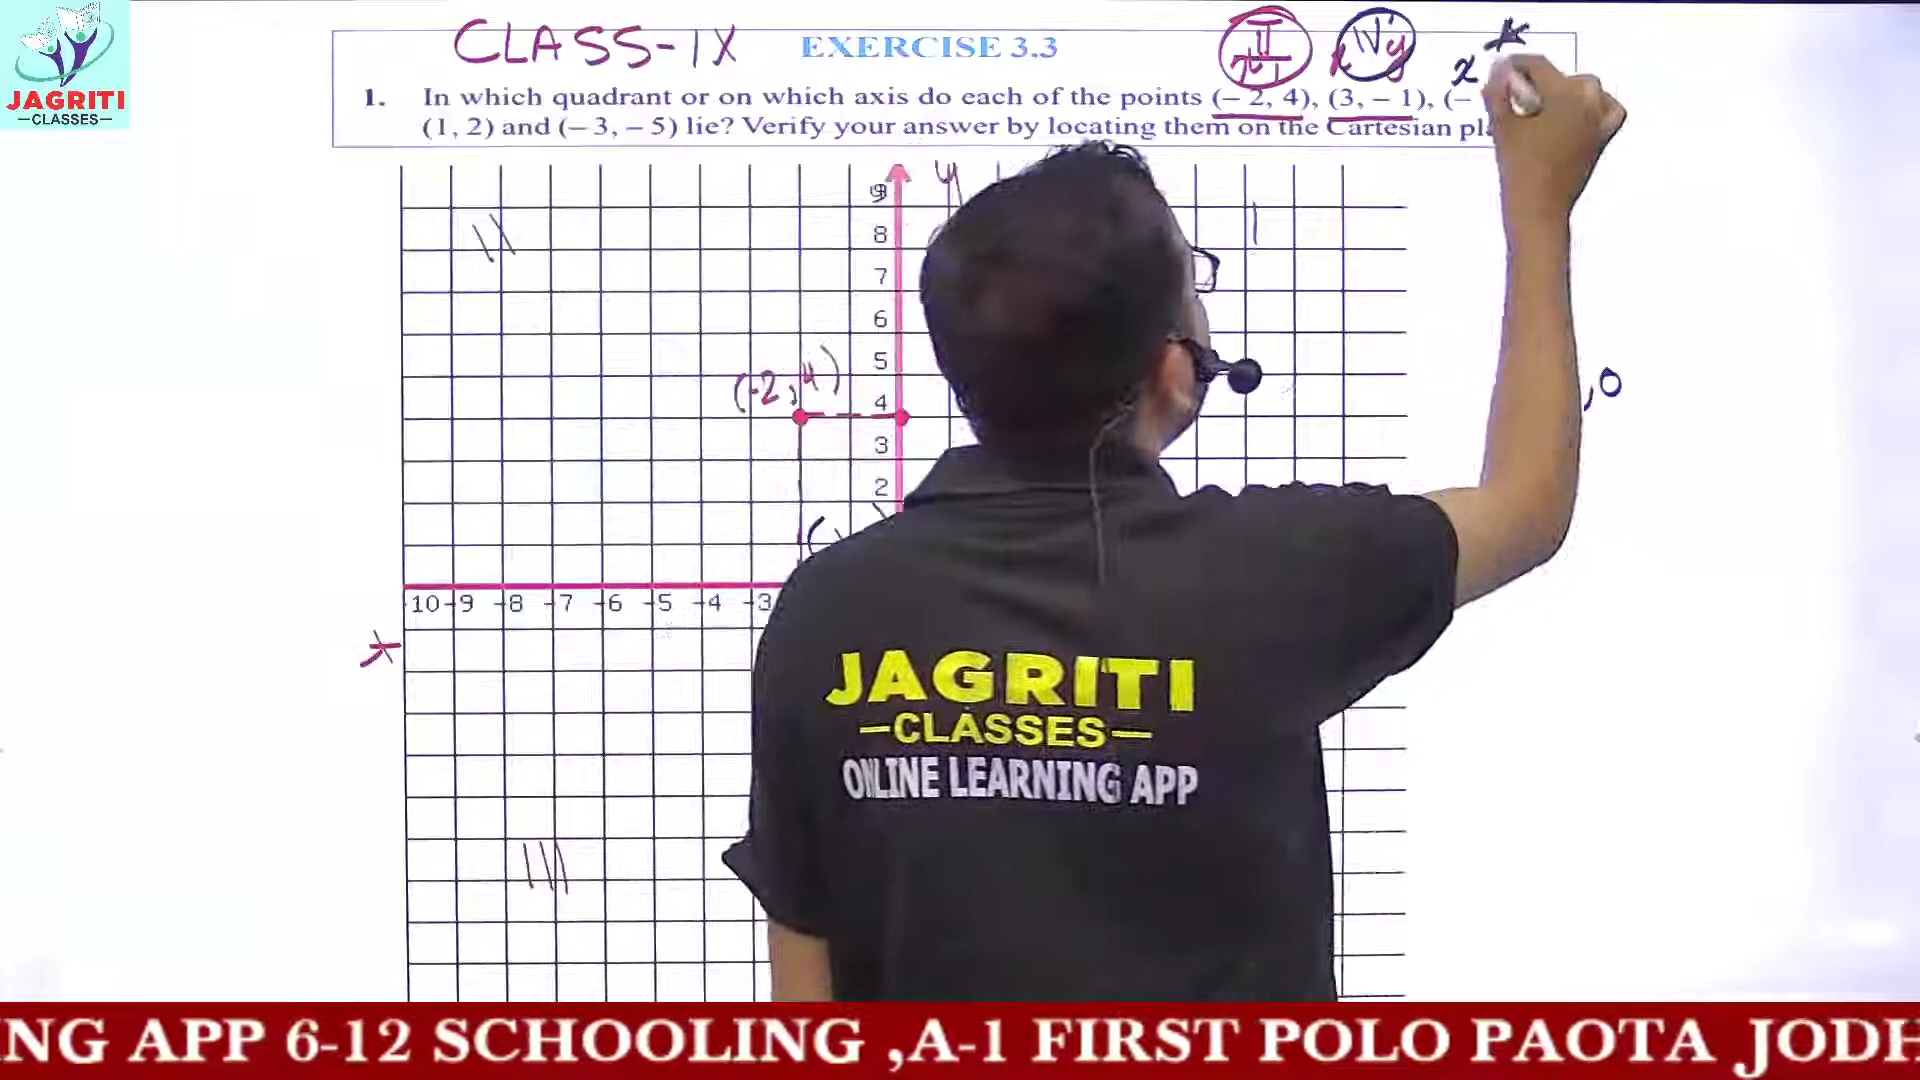 JAGRITI
—CLASSES—
CLASS-IX EXERCISE 3.3
II IV
x y x
1. In which quadrant or on which axis do each of the points (– 2, 4), (3, – 1), (–
(1, 2) and (– 3, – 5) lie? Verify your answer by locating them on the Cartesian pl
y
9
II 8 I
7
6
5
(-2, 4)
4
,0
3
2
-10 -9 -8 -7 -6 -5 -4 -3
x
JAGRITI
—CLASSES—
ONLINE LEARNING APP
III
NG APP 6-12 SCHOOLING ,A-1 FIRST POLO PAOTA JODH